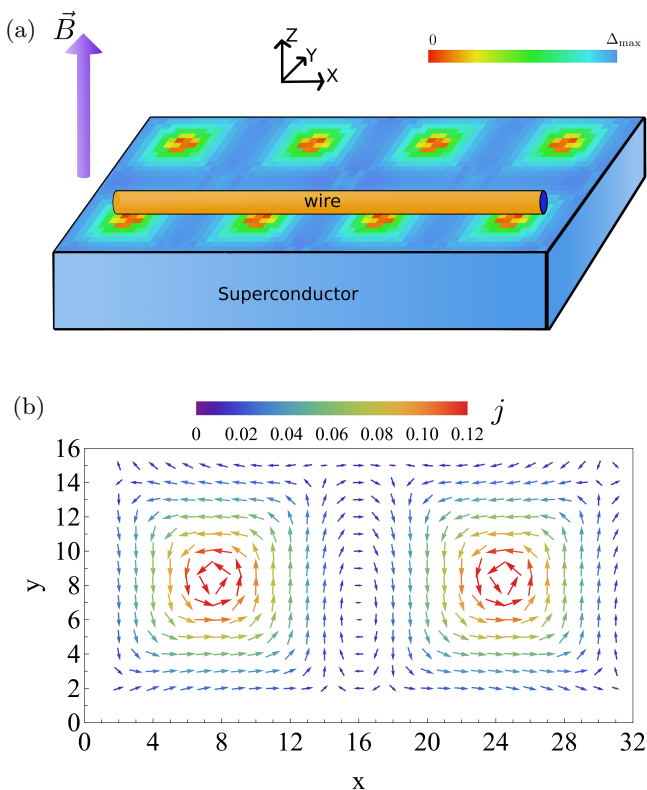 (a) B⃗ Z Y X 0 Δmax
wire
Superconductor
(b) j
0 0.02 0.04 0.06 0.08 0.10 0.12
16
14
12
10
8
6
4
2
0
y
0 4 8 12 16 20 24 28 32
x